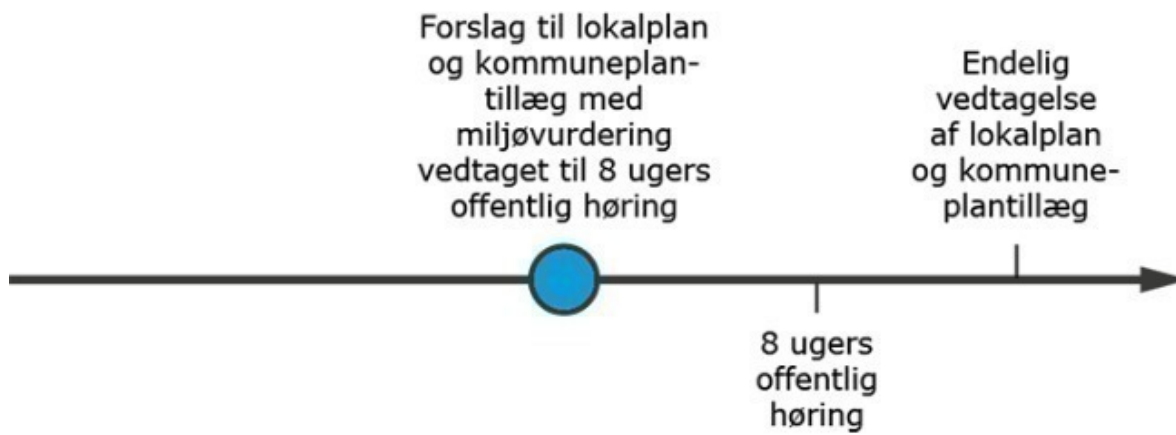 Forslag til lokalplan
og kommuneplan-
tillæg med
miljøvurdering
vedtaget til 8 ugers
offentlig høring
Endelig
vedtagelse
af lokalplan
og kommune-
plantillæg
8 ugers
offentlig
høring